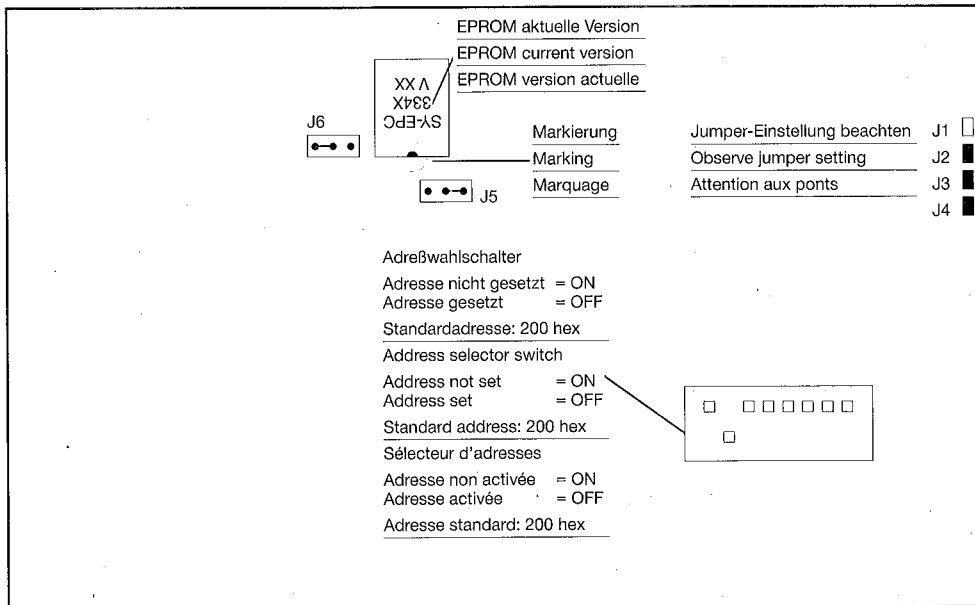 EPROM aktuelle Version
EPROM current version
EPROM version actuelle
SY-EPC
334X
V XX
J6
J5
Markierung
Marking
Marquage
Jumper-Einstellung beachten
Observe jumper setting
Attention aux ponts
J1
J2
J3
J4
Adreßwahlschalter
Adresse nicht gesetzt = ON
Adresse gesetzt = OFF
Standardadresse: 200 hex
Address selector switch
Address not set = ON
Address set = OFF
Standard address: 200 hex
Sélecteur d'adresses
Adresse non activée = ON
Adresse activée = OFF
Adresse standard: 200 hex